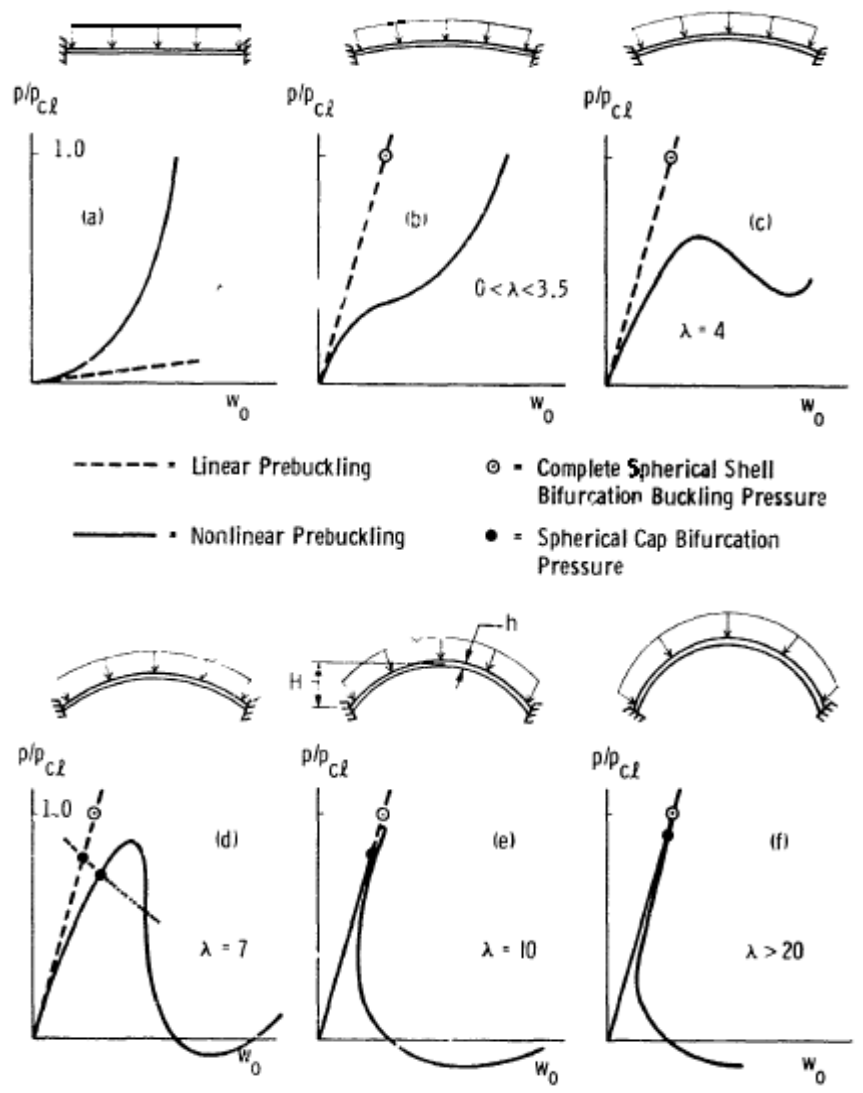 p/p_cℓ
p/p_cℓ
p/p_cℓ
1.0
(a)
(b)
(c)
0 < λ < 3.5
λ = 4
w_o
w_o
w_o
----- = Linear Prebuckling
⊙ = Complete Spherical Shell
Bifurcation Buckling Pressure
—— = Nonlinear Prebuckling
● = Spherical Cap Bifurcation
Pressure
h
H
p/p_cℓ
p/p_cℓ
p/p_cℓ
1.0
(d)
(e)
(f)
λ = 7
λ = 10
λ > 20
w_o
w_o
w_o